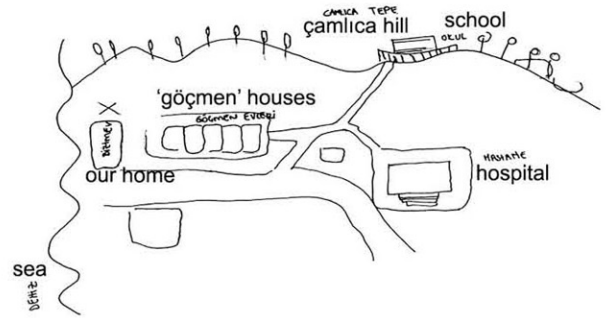 ÇAMLICA TEPE
çamlıca hill
school
OKUL
'göçmen' houses
GÖÇMEN EVLERİ
BİZİMEV
our home
HASTANE
hospital
sea
DENİZ